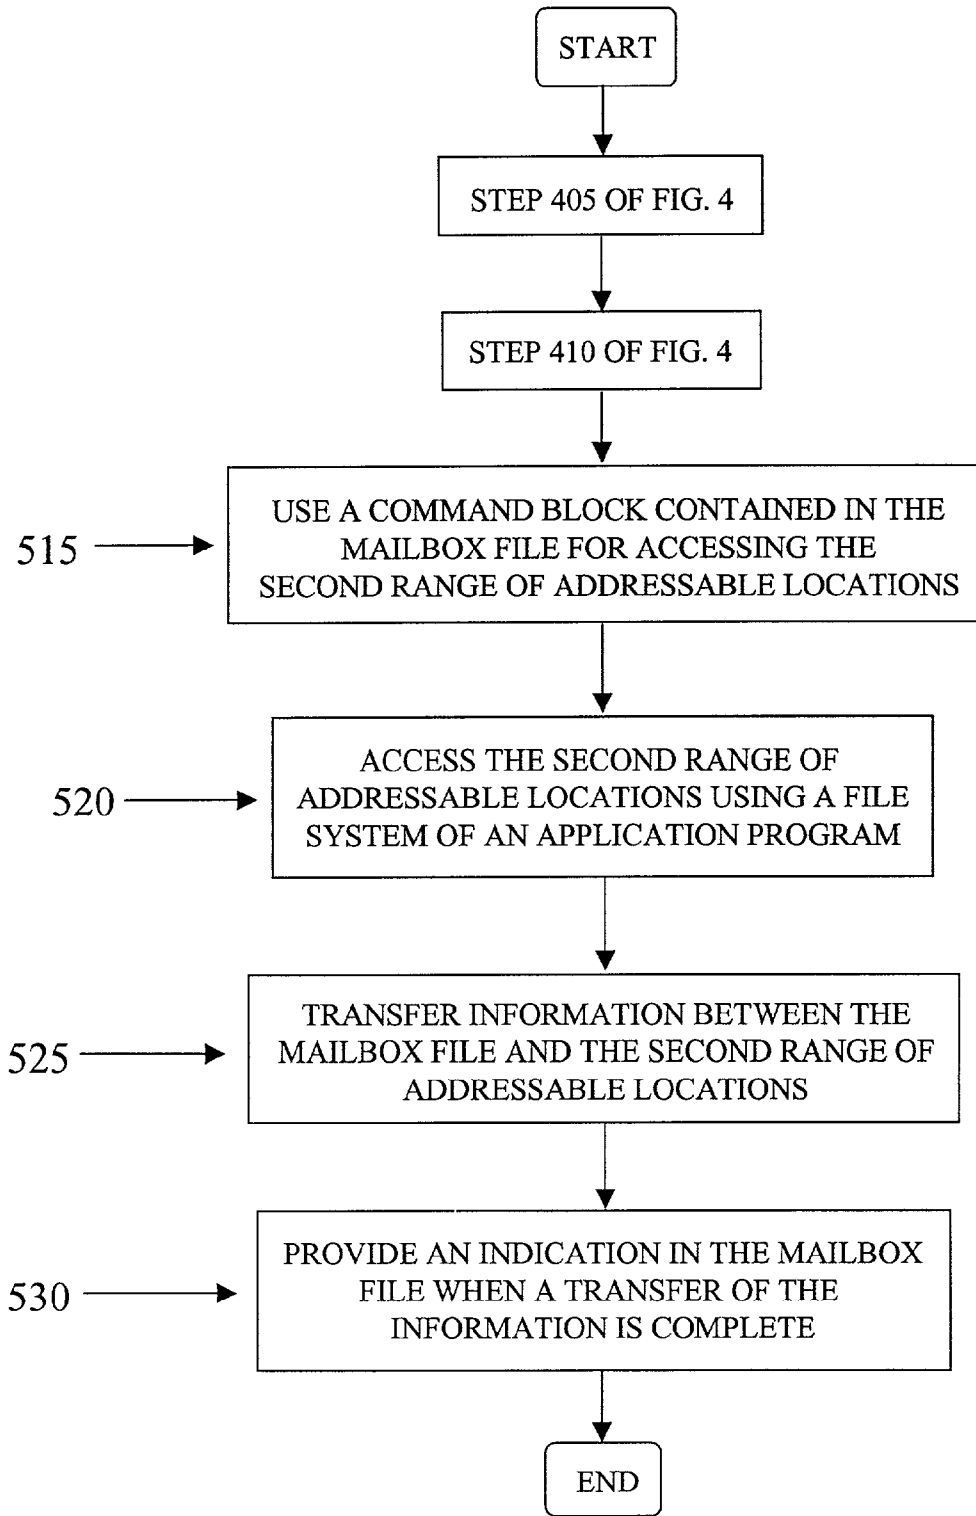 START
STEP 405 OF FIG. 4
STEP 410 OF FIG. 4
515
USE A COMMAND BLOCK CONTAINED IN THE
MAILBOX FILE FOR ACCESSING THE
SECOND RANGE OF ADDRESSABLE LOCATIONS
520
ACCESS THE SECOND RANGE OF
ADDRESSABLE LOCATIONS USING A FILE
SYSTEM OF AN APPLICATION PROGRAM
525
TRANSFER INFORMATION BETWEEN THE
MAILBOX FILE AND THE SECOND RANGE OF
ADDRESSABLE LOCATIONS
530
PROVIDE AN INDICATION IN THE MAILBOX
FILE WHEN A TRANSFER OF THE
INFORMATION IS COMPLETE
END